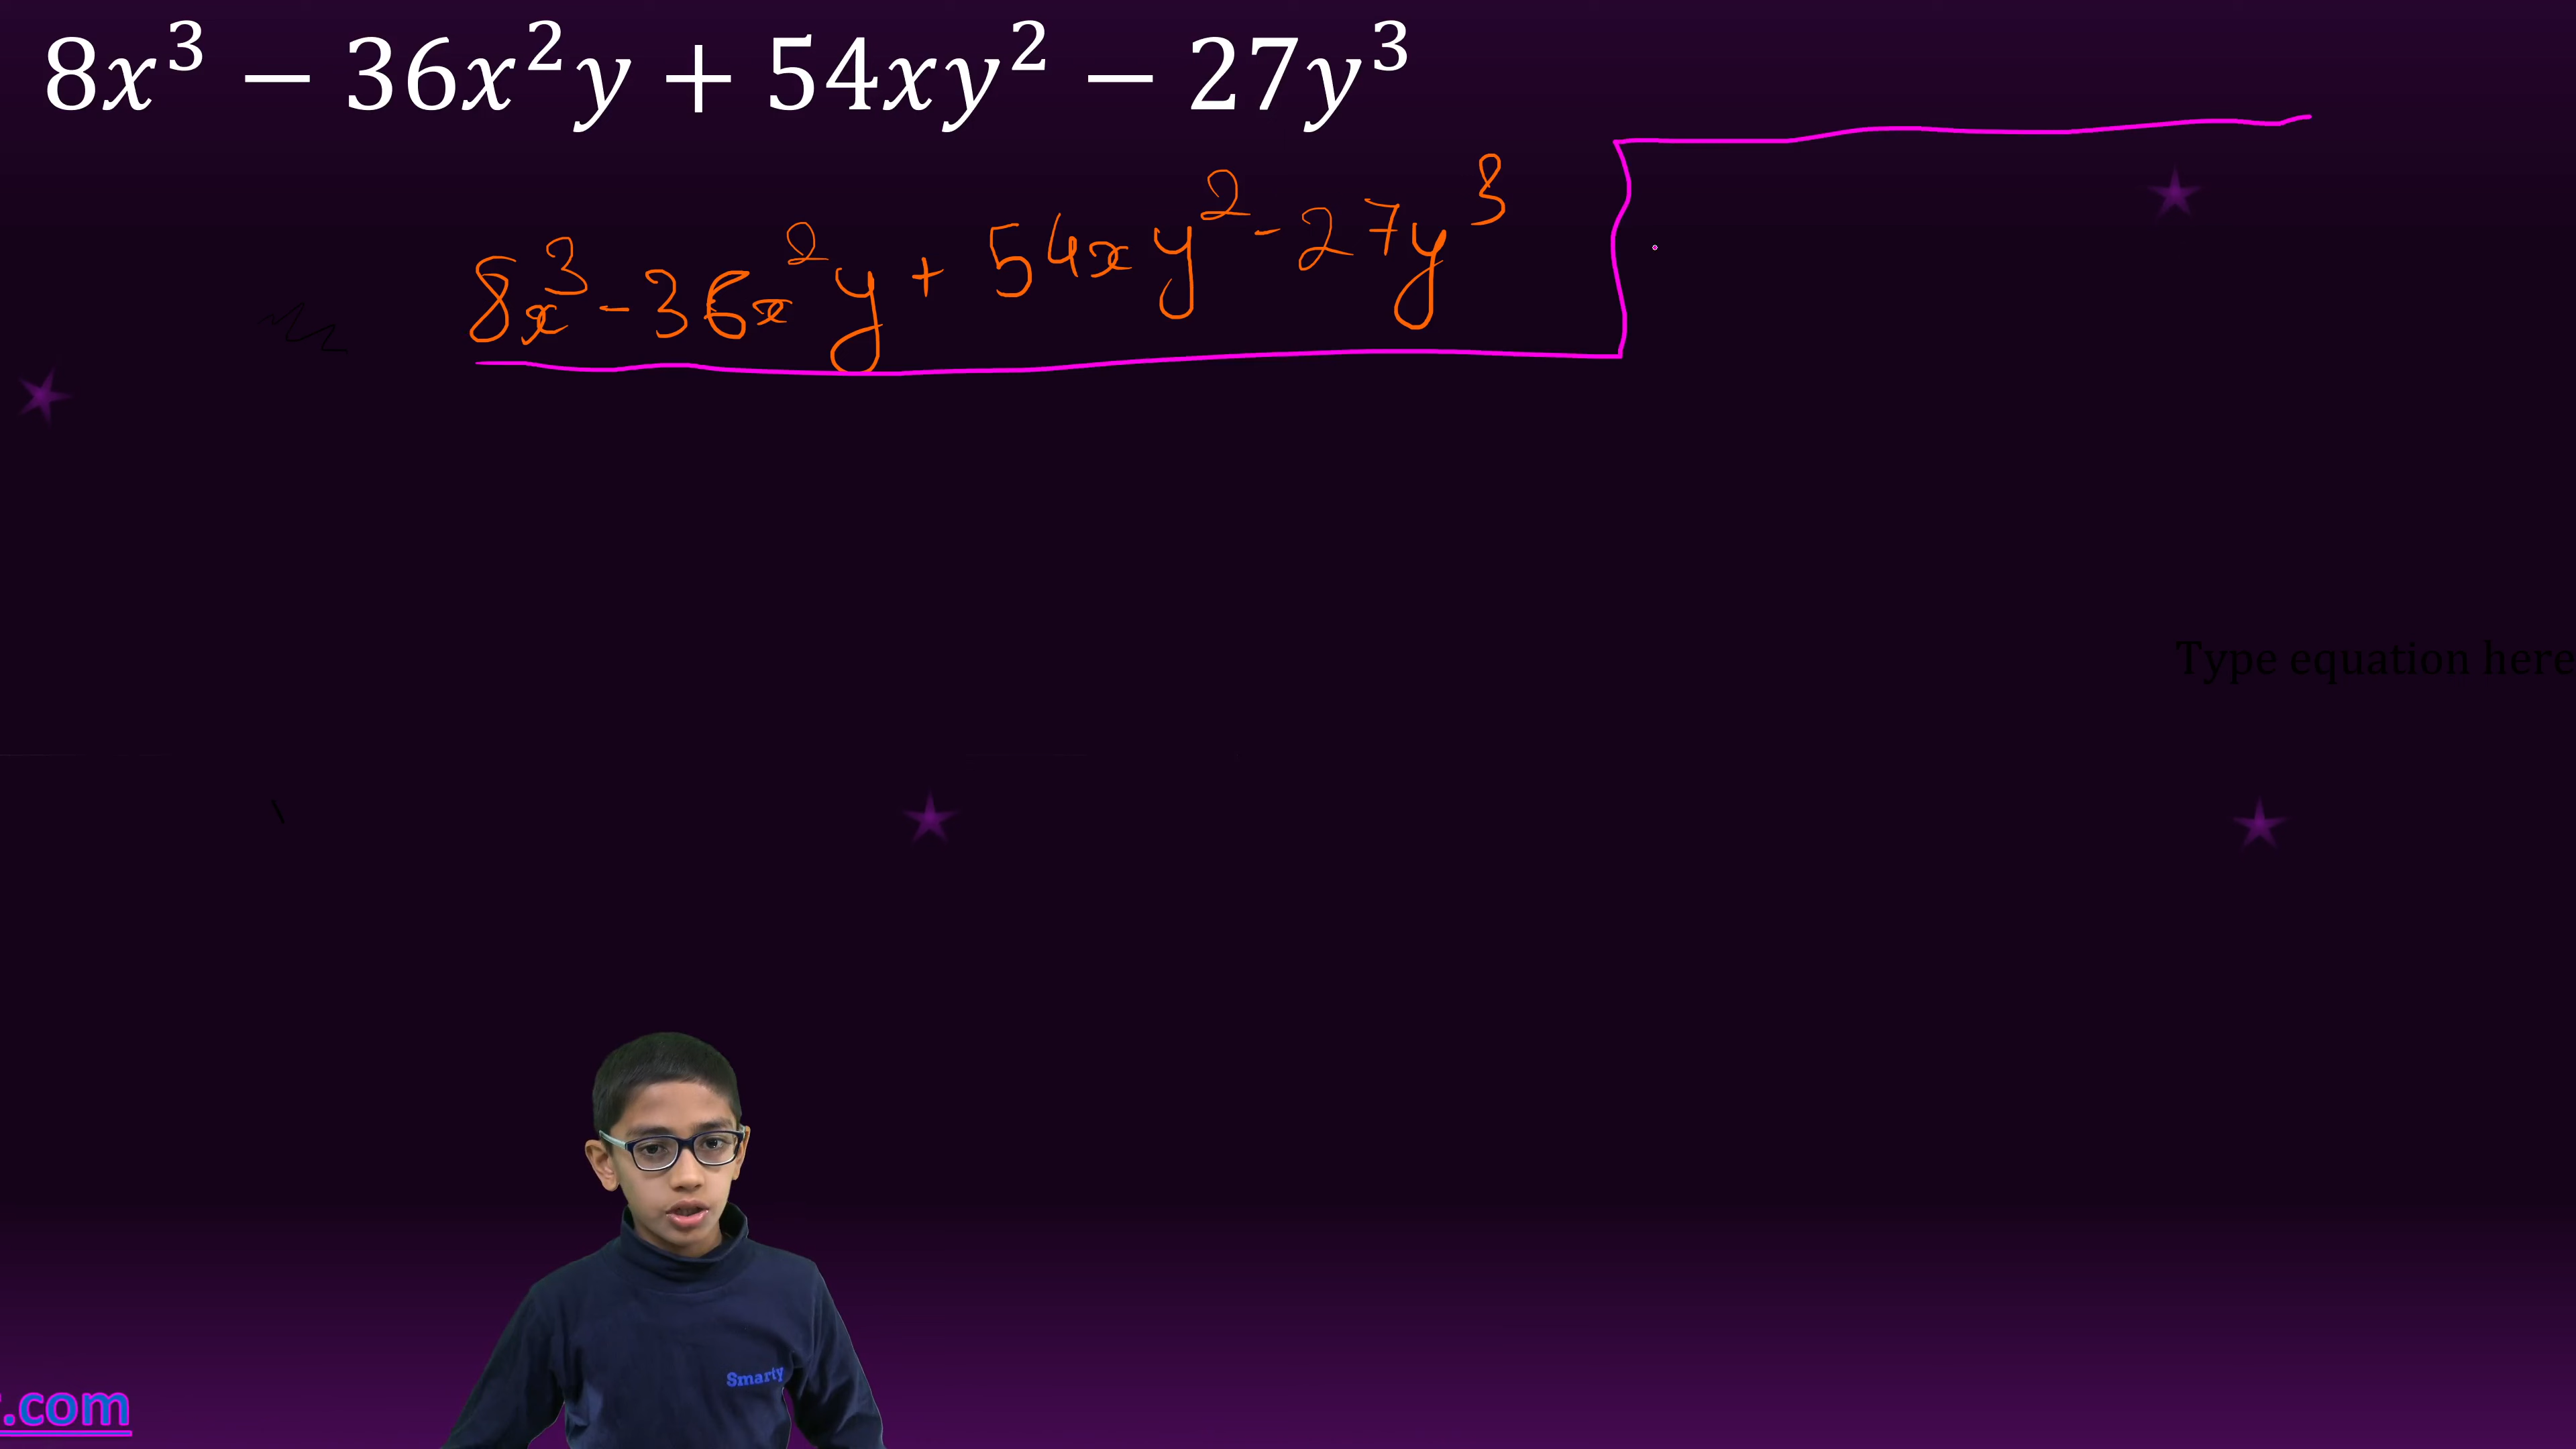 8x³ − 36x²y + 54xy² − 27y³
8x³ - 36x²y + 54xy² - 27y³
Type equation here
Smarty
.com